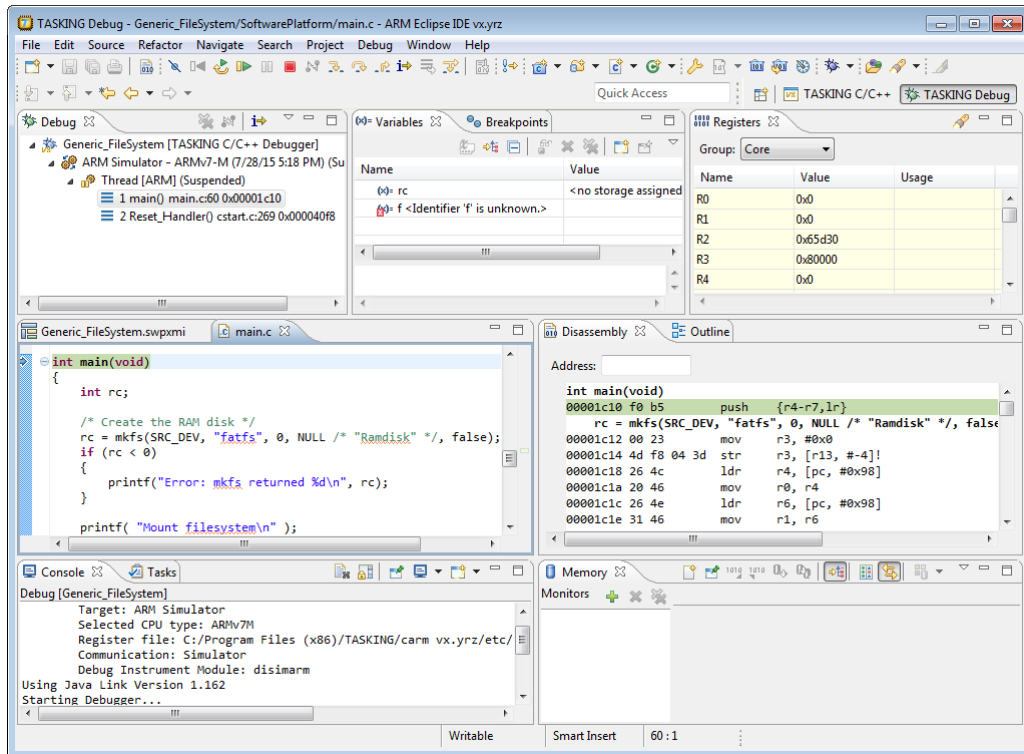 TASKING Debug - Generic_FileSystem/SoftwarePlatform/main.c - ARM Eclipse IDE vx.yrz
File Edit Source Refactor Navigate Search Project Debug Window Help
Quick Access
TASKING C/C++
TASKING Debug
Debug
Generic_FileSystem [TASKING C/C++ Debugger]
ARM Simulator - ARMv7-M (7/28/15 5:18 PM) (Su
Thread [ARM] (Suspended)
1 main() main.c:60 0x00001c10
2 Reset_Handler() cstart.c:269 0x000040f8
(x)= Variables
Breakpoints
Name Value
(x)= rc <no storage assigned
(x)= f <Identifier 'f' is unknown.>
Registers
Group: Core
Name Value Usage
R0 0x0
R1 0x0
R2 0x65d30
R3 0x80000
R4 0x0
Generic_FileSystem.swpxmi
main.c
int main(void)
{
int rc;
/* Create the RAM disk */
rc = mkfs(SRC_DEV, "fatfs", 0, NULL /* "Ramdisk" */, false);
if (rc < 0)
{
printf("Error: mkfs returned %d\n", rc);
}
printf( "Mount filesystem\n" );
Disassembly
Outline
Address:
int main(void)
00001c10 f0 b5 push {r4-r7,lr}
rc = mkfs(SRC_DEV, "fatfs", 0, NULL /* "Ramdisk" */, false
00001c12 00 23 mov r3, #0x0
00001c14 4d f8 04 3d str r3, [r13, #-4]!
00001c18 26 4c ldr r4, [pc, #0x98]
00001c1a 20 46 mov r0, r4
00001c1c 26 4e ldr r6, [pc, #0x98]
00001c1e 31 46 mov r1, r6
Console
Tasks
Debug [Generic_FileSystem]
Target: ARM Simulator
Selected CPU type: ARMv7M
Register file: C:/Program Files (x86)/TASKING/carm vx.yrz/etc/
Communication: Simulator
Debug Instrument Module: disimarm
Using Java Link Version 1.162
Starting Debugger...
Memory
Monitors
Writable
Smart Insert
60 : 1